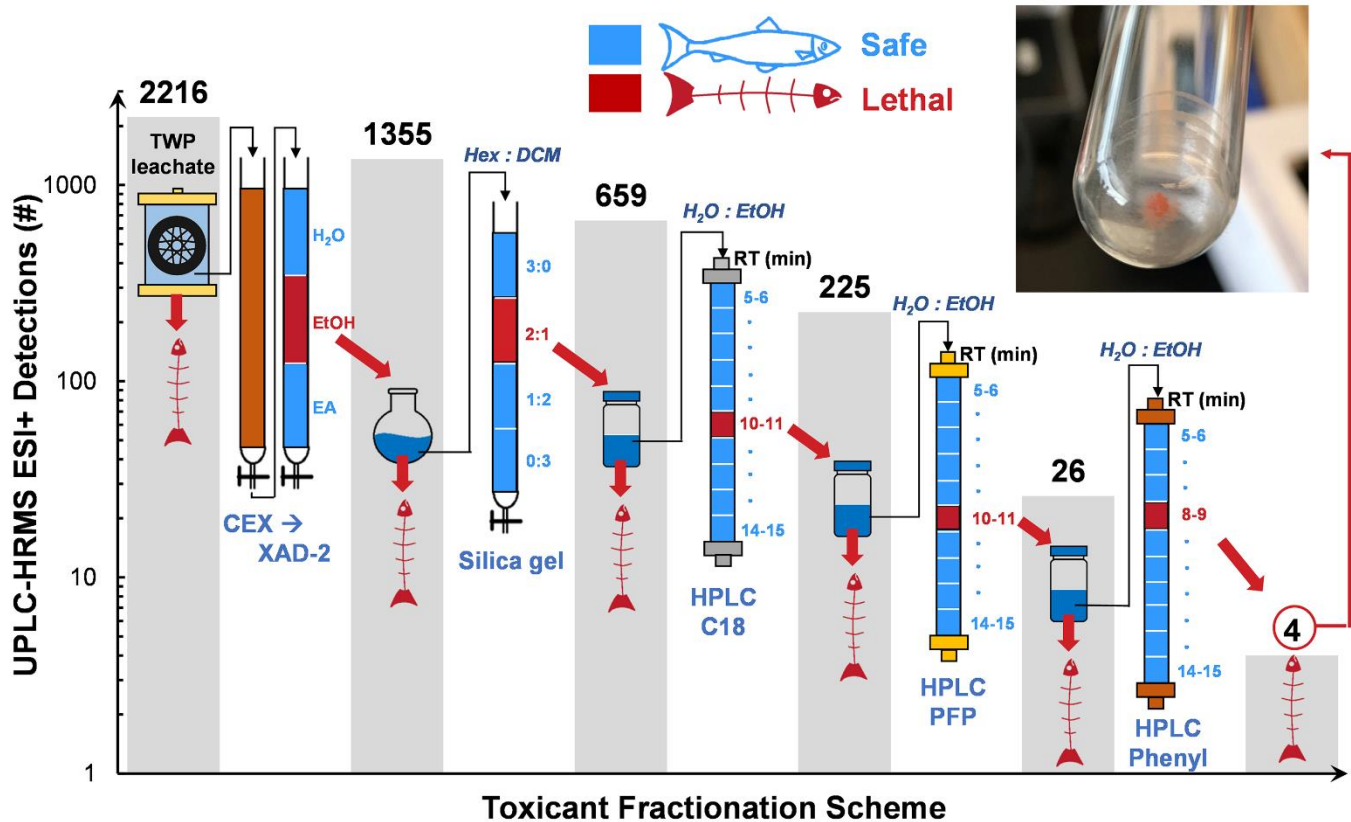 Safe
Lethal
2216
TWP
leachate
H₂O
EtOH
EA
CEX →
XAD-2
1355
Hex : DCM
3:0
2:1
1:2
0:3
Silica gel
659
H₂O : EtOH
RT (min)
5-6
10-11
14-15
HPLC
C18
225
H₂O : EtOH
RT (min)
5-6
10-11
14-15
HPLC
PFP
26
H₂O : EtOH
RT (min)
5-6
8-9
14-15
HPLC
Phenyl
4
UPLC-HRMS ESI+ Detections (#)
1000
100
10
1
Toxicant Fractionation Scheme